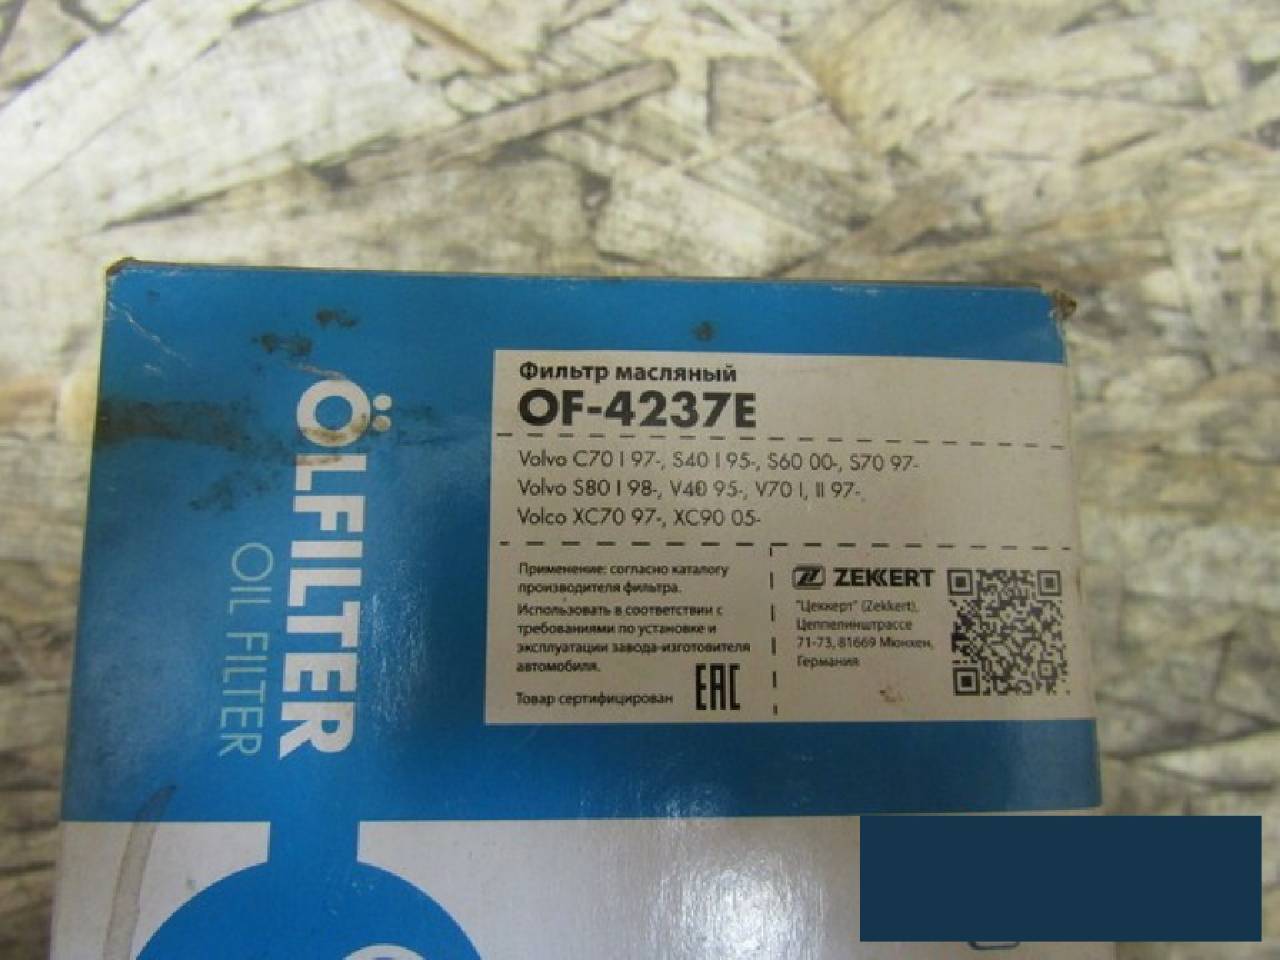 ÖLFILTER
OIL FILTER
Фильтр масляный
OF-4237E
Volvo C70 I 97-, S40 I 95-, S60 00-, S70 97-
Volvo S80 I 98-, V40 95-, V70 I, II 97-,
Volco XC70 97-, XC90 05-
Применение: согласно каталогу
производителя фильтра.
Использовать в соответствии с
требованиями по установке и
эксплуатации завода-изготовителя
автомобиля.
Товар сертифицирован
EAC
ZEKKERT
"Цеккерт" (Zekkert),
Цеппелинштрассе
71-73, 81669 Мюнхен,
Германия